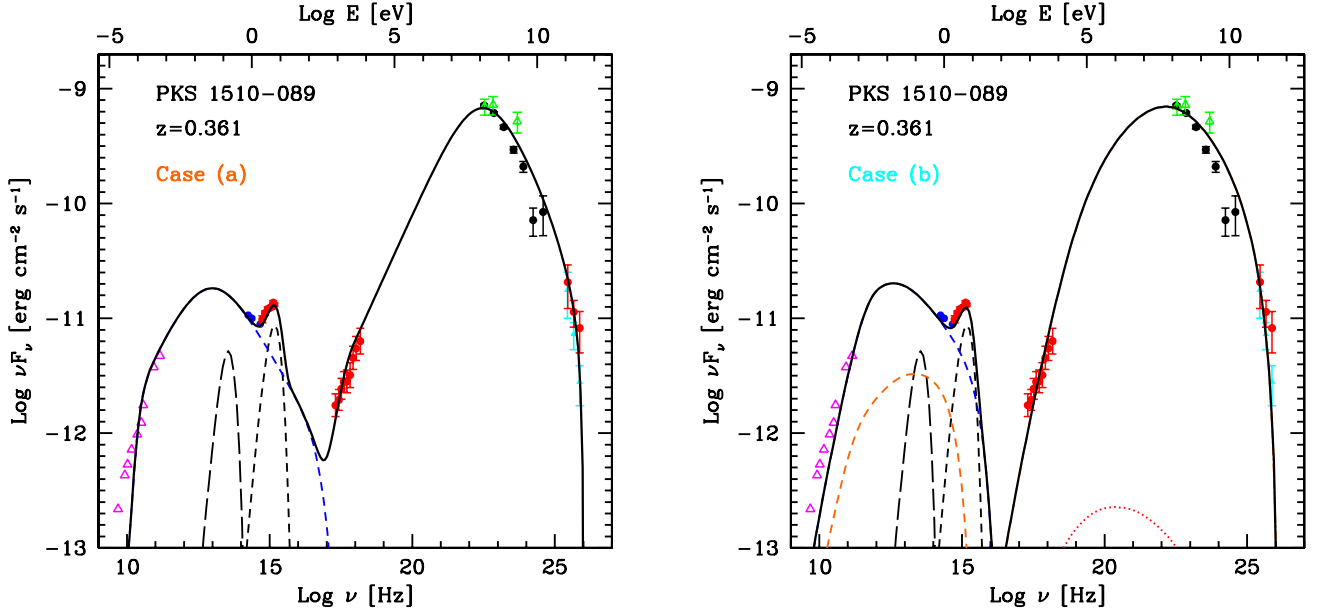 Log E [eV]
−5 0 5 10
−9
−10
−11
−12
−13
Log νFν [erg cm−2 s−1]
PKS 1510−089
z=0.361
Case (a)
10 15 20 25
Log ν [Hz]
Log E [eV]
−5 0 5 10
−9
−10
−11
−12
−13
Log νFν [erg cm−2 s−1]
PKS 1510−089
z=0.361
Case (b)
10 15 20 25
Log ν [Hz]